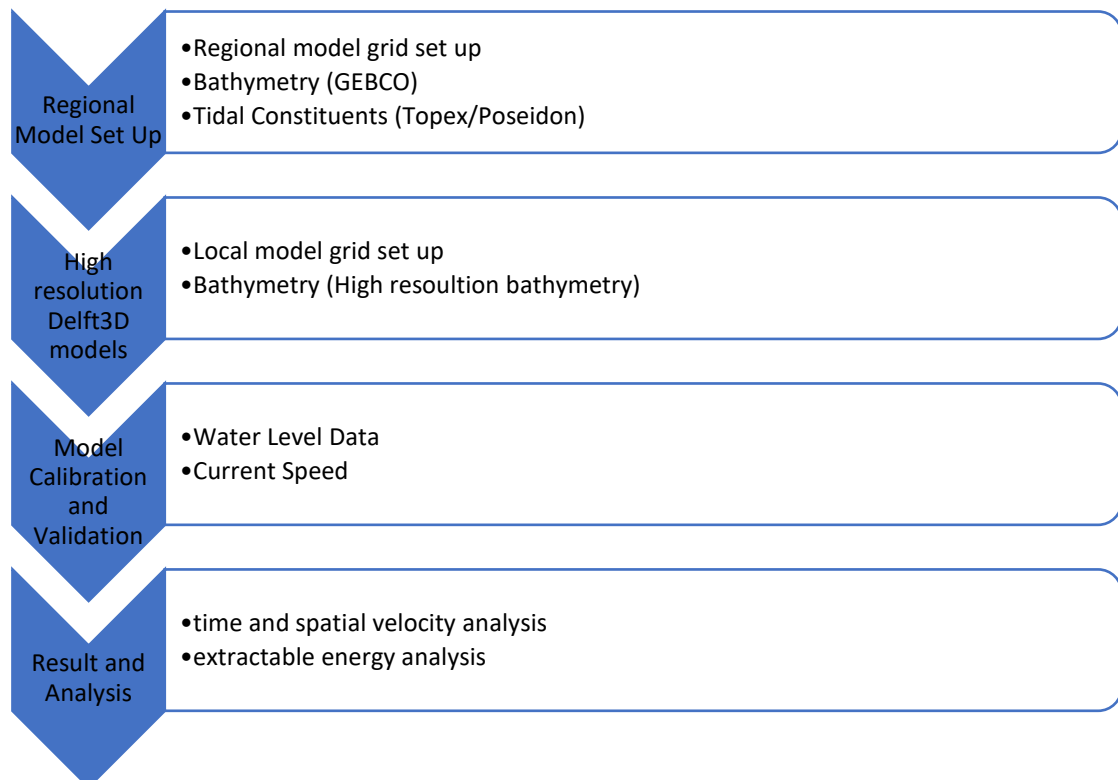 Regional
Model Set Up
•Regional model grid set up
•Bathymetry (GEBCO)
•Tidal Constituents (Topex/Poseidon)
High
resolution
Delft3D
models
•Local model grid set up
•Bathymetry (High resoultion bathymetry)
Model
Calibration
and
Validation
•Water Level Data
•Current Speed
Result and
Analysis
•time and spatial velocity analysis
•extractable energy analysis